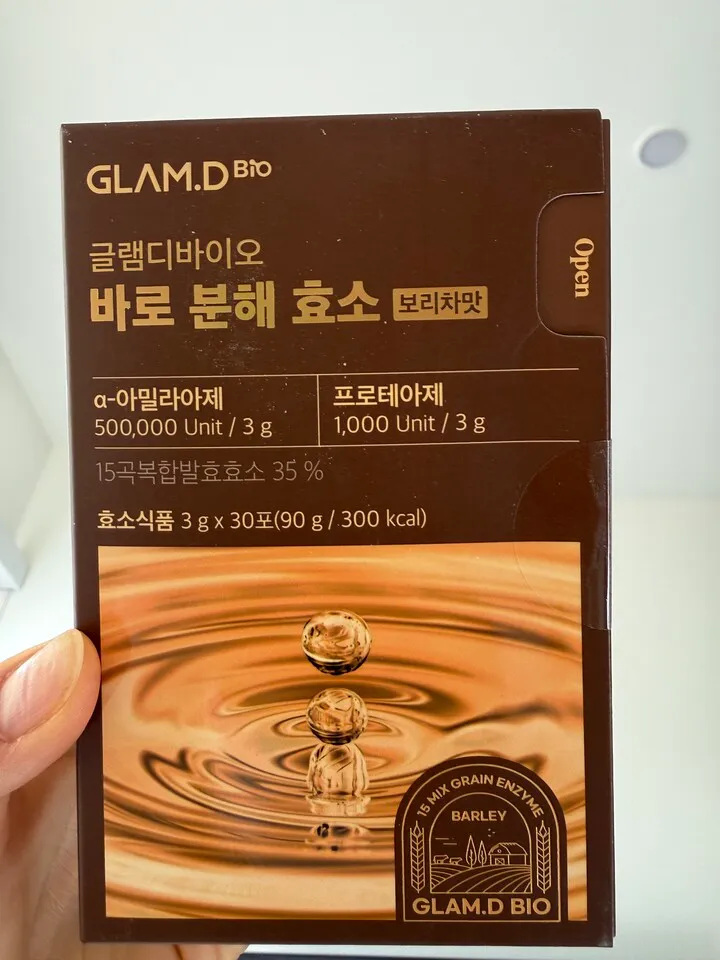 GLAM.D Bio
Open
글램디바이오
바로 분해 효소 보리차맛
α-아밀라아제
500,000 Unit / 3 g
프로테아제
1,000 Unit / 3 g
15곡복합발효효소 35 %
효소식품 3 g x 30포(90 g / 300 kcal)
15 MIX GRAIN ENZYME
BARLEY
GLAM.D BIO